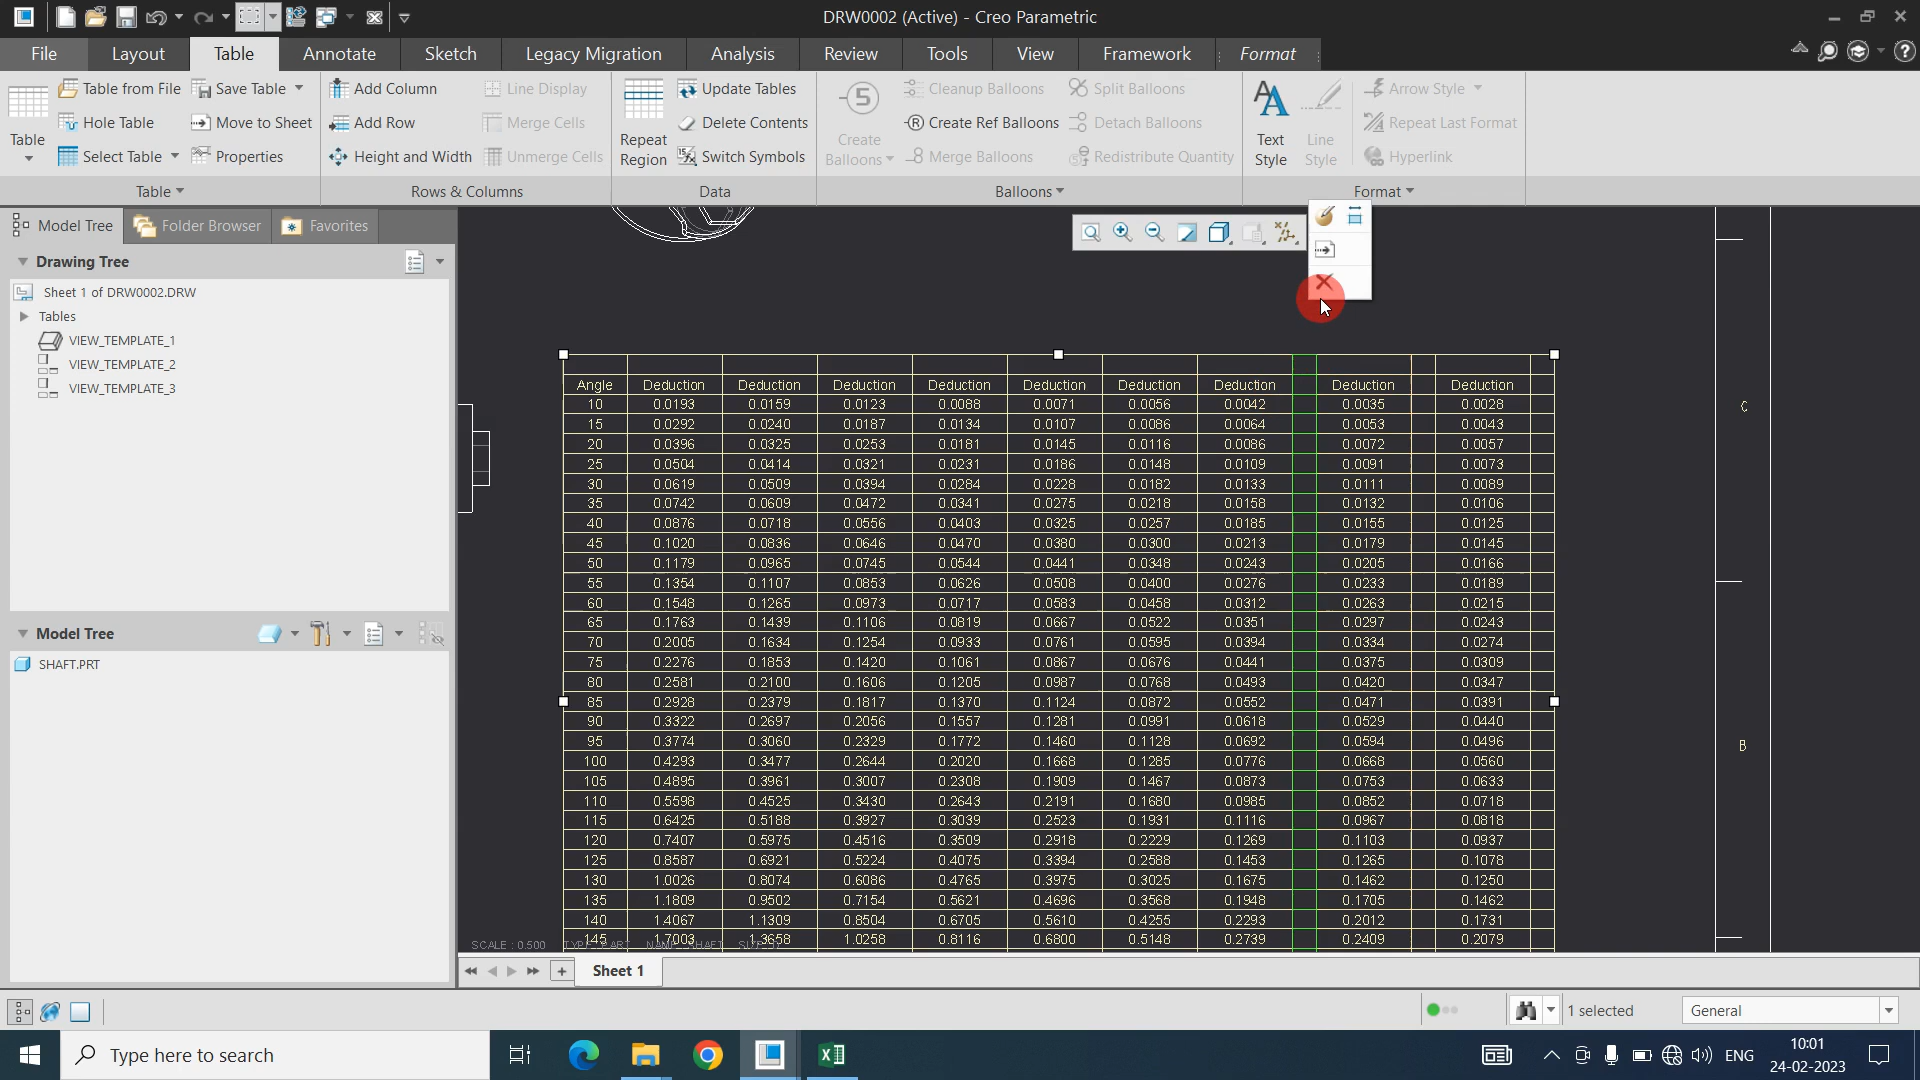 DRW0002 (Active) - Creo Parametric
File Layout Table Annotate Sketch Legacy Migration Analysis Review Tools View Framework Format
Table from File Save Table Add Column Line Display Update Tables Cleanup Balloons Split Balloons Arrow Style
Hole Table Move to Sheet Add Row Merge Cells Delete Contents Create Ref Balloons Detach Balloons Repeat Last Format
Table Repeat Create Text Line
Select Table Properties Height and Width Unmerge Cells Region Switch Symbols Balloons Merge Balloons Redistribute Quantity Style Style Hyperlink
Table Rows & Columns Data Balloons Format
Model Tree Folder Browser Favorites
Drawing Tree
Sheet 1 of DRW0002.DRW
Tables
VIEW_TEMPLATE_1
VIEW_TEMPLATE_2
VIEW_TEMPLATE_3
Model Tree
SHAFT.PRT
Angle Deduction Deduction Deduction Deduction Deduction Deduction Deduction Deduction Deduction
10 0.0193 0.0159 0.0123 0.0088 0.0071 0.0056 0.0042 0.0035 0.0028
15 0.0292 0.0240 0.0187 0.0134 0.0107 0.0086 0.0064 0.0053 0.0043
20 0.0396 0.0325 0.0253 0.0181 0.0145 0.0116 0.0086 0.0072 0.0057
25 0.0504 0.0414 0.0321 0.0231 0.0186 0.0148 0.0109 0.0091 0.0073
30 0.0619 0.0509 0.0394 0.0284 0.0228 0.0182 0.0133 0.0111 0.0089
35 0.0742 0.0609 0.0472 0.0341 0.0275 0.0218 0.0158 0.0132 0.0106
40 0.0876 0.0718 0.0556 0.0403 0.0325 0.0257 0.0185 0.0155 0.0125
45 0.1020 0.0836 0.0646 0.0470 0.0380 0.0300 0.0213 0.0179 0.0145
50 0.1179 0.0965 0.0745 0.0544 0.0441 0.0348 0.0243 0.0205 0.0166
55 0.1354 0.1107 0.0853 0.0626 0.0508 0.0400 0.0276 0.0233 0.0189
60 0.1548 0.1265 0.0973 0.0717 0.0583 0.0458 0.0312 0.0263 0.0215
65 0.1763 0.1439 0.1106 0.0819 0.0667 0.0522 0.0351 0.0297 0.0243
70 0.2005 0.1634 0.1254 0.0933 0.0761 0.0595 0.0394 0.0334 0.0274
75 0.2276 0.1853 0.1420 0.1061 0.0867 0.0676 0.0441 0.0375 0.0309
80 0.2581 0.2100 0.1606 0.1205 0.0987 0.0768 0.0493 0.0420 0.0347
85 0.2928 0.2379 0.1817 0.1370 0.1124 0.0872 0.0552 0.0471 0.0391
90 0.3322 0.2697 0.2056 0.1557 0.1281 0.0991 0.0618 0.0529 0.0440
95 0.3774 0.3060 0.2329 0.1772 0.1460 0.1128 0.0692 0.0594 0.0496
100 0.4293 0.3477 0.2644 0.2020 0.1668 0.1285 0.0776 0.0668 0.0560
105 0.4895 0.3961 0.3007 0.2308 0.1909 0.1467 0.0873 0.0753 0.0633
110 0.5598 0.4525 0.3430 0.2643 0.2191 0.1680 0.0985 0.0852 0.0718
115 0.6425 0.5188 0.3927 0.3039 0.2523 0.1931 0.1116 0.0967 0.0818
120 0.7407 0.5975 0.4516 0.3509 0.2918 0.2229 0.1269 0.1103 0.0937
125 0.8587 0.6921 0.5224 0.4075 0.3394 0.2588 0.1453 0.1265 0.1078
130 1.0026 0.8074 0.6086 0.4765 0.3975 0.3025 0.1675 0.1462 0.1250
135 1.1809 0.9502 0.7154 0.5621 0.4696 0.3568 0.1948 0.1705 0.1462
140 1.4067 1.1309 0.8504 0.6705 0.5610 0.4255 0.2293 0.2012 0.1731
145 1.7003 1.3658 1.0258 0.8116 0.6800 0.5148 0.2739 0.2409 0.2079
C
B
SCALE : 0.500
Sheet 1
1 selected
General
Type here to search
ENG
10:01
24-02-2023